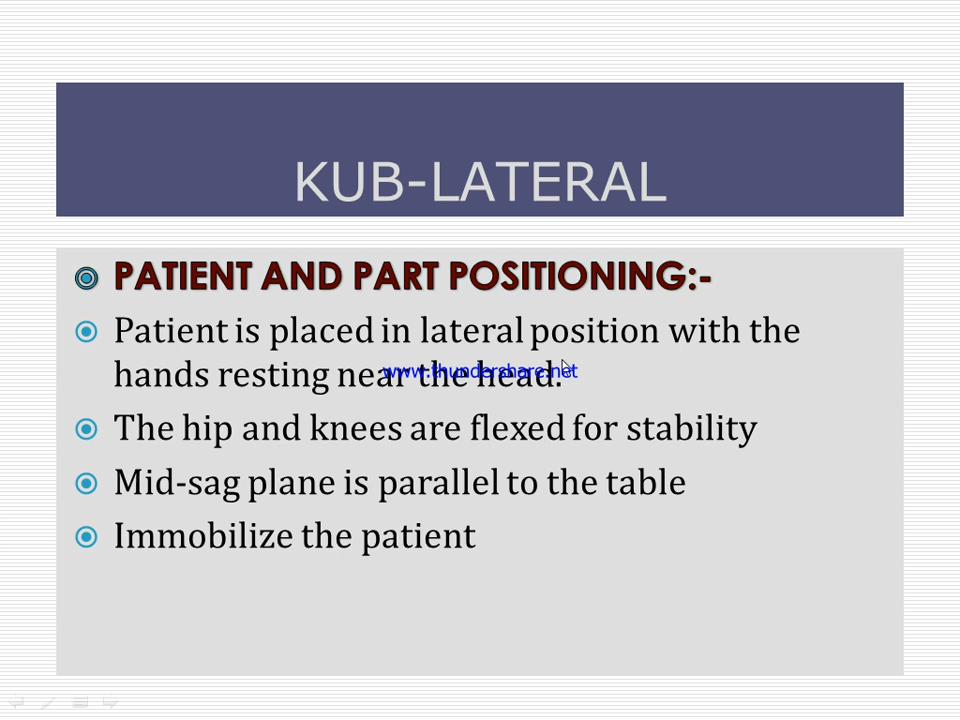 KUB-LATERAL
PATIENT AND PART POSITIONING:-
Patient is placed in lateral position with the
hands resting near the head.
www.thundershare.net
The hip and knees are flexed for stability
Mid-sag plane is parallel to the table
Immobilize the patient